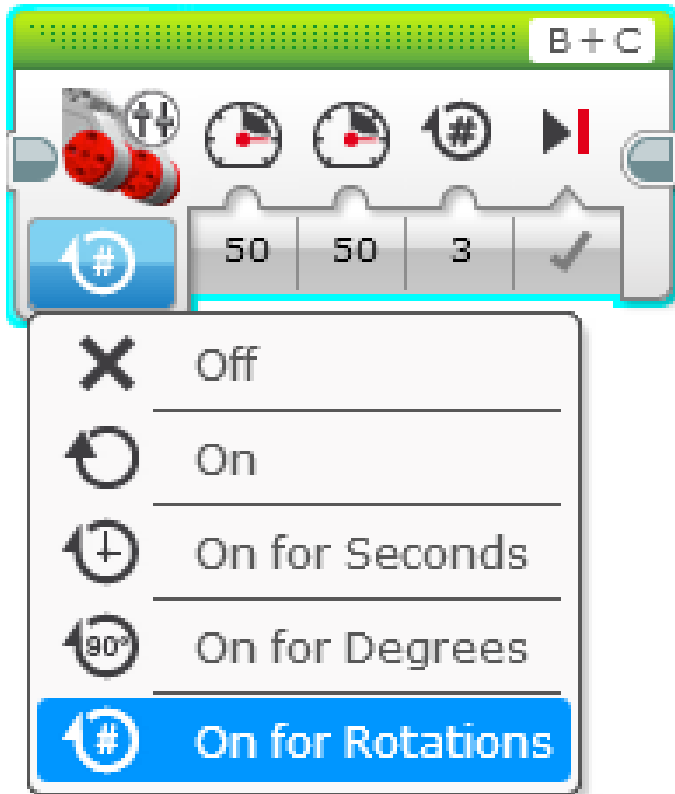 B + C
#
50 50 3
#
Off
On
On for Seconds
90° On for Degrees
# On for Rotations